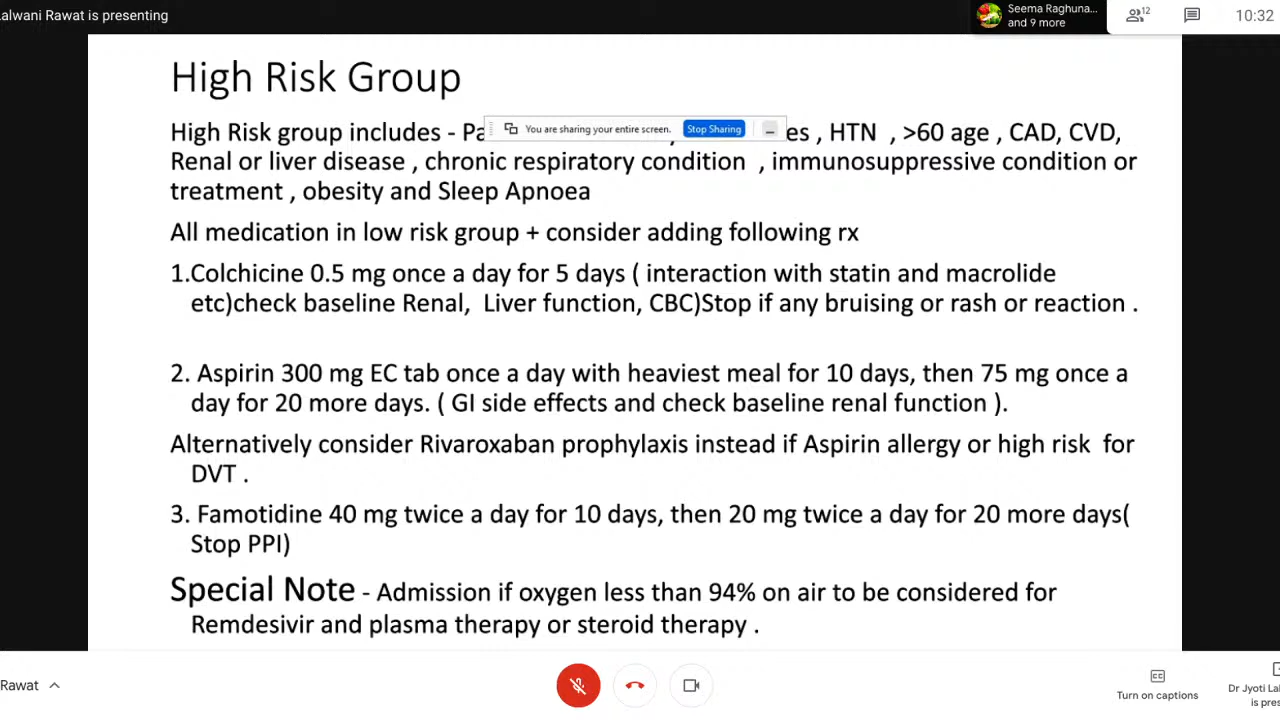 alwani Rawat is presenting
Seema Raghuna...
and 9 more
12
10:32
High Risk Group
High Risk group includes - Pa es , HTN , >60 age , CAD, CVD,
You are sharing your entire screen. Stop Sharing
Renal or liver disease , chronic respiratory condition , immunosuppressive condition or
treatment , obesity and Sleep Apnoea
All medication in low risk group + consider adding following rx
1.Colchicine 0.5 mg once a day for 5 days ( interaction with statin and macrolide
etc)check baseline Renal, Liver function, CBC)Stop if any bruising or rash or reaction .
2. Aspirin 300 mg EC tab once a day with heaviest meal for 10 days, then 75 mg once a
day for 20 more days. ( GI side effects and check baseline renal function ).
Alternatively consider Rivaroxaban prophylaxis instead if Aspirin allergy or high risk for
DVT .
3. Famotidine 40 mg twice a day for 10 days, then 20 mg twice a day for 20 more days(
Stop PPI)
Special Note - Admission if oxygen less than 94% on air to be considered for
Remdesivir and plasma therapy or steroid therapy .
Rawat
CC
Turn on captions
Dr Jyoti Lal
is pres